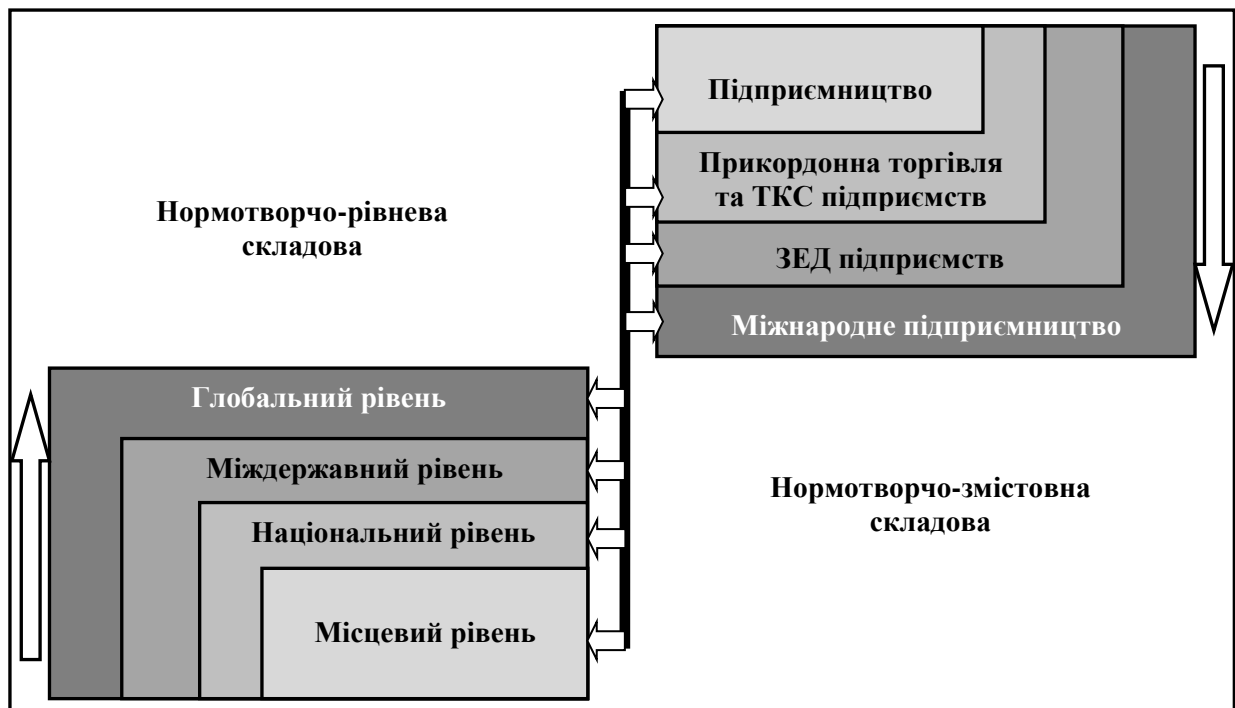 Підприємництво
Прикордонна торгівля
та ТКС підприємств
ЗЕД підприємств
Міжнародне підприємництво
Нормотворчо-рівнева
складова
Глобальний рівень
Міждержавний рівень
Національний рівень
Місцевий рівень
Нормотворчо-змістовна
складова